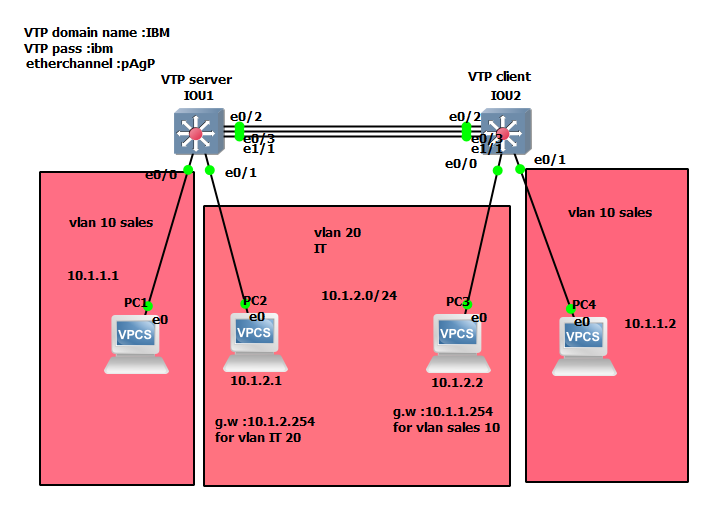 VTP domain name :IBM
VTP pass :ibm
etherchannel :pAgP
VTP server
IOU1
VTP client
IOU2
e0/2
e0/3
e1/1
e0/2
e0/3
e1/1
e0/0
e0/1
e0/0
e0/1
vlan 10 sales
vlan 20
IT
vlan 10 sales
10.1.1.1
10.1.2.0/24
10.1.1.2
PC1
e0
VPCS
PC2
e0
VPCS
PC3
e0
VPCS
PC4
e0
VPCS
10.1.2.1
10.1.2.2
g.w :10.1.2.254
for vlan IT 20
g.w :10.1.1.254
for vlan sales 10